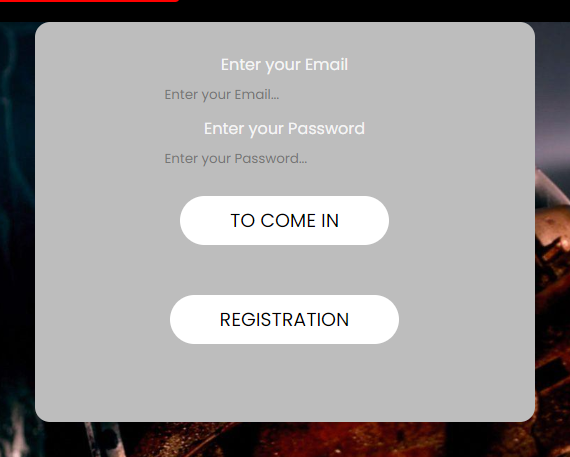 Enter your Email
Enter your Email...
Enter your Password
Enter your Password...
TO COME IN
REGISTRATION